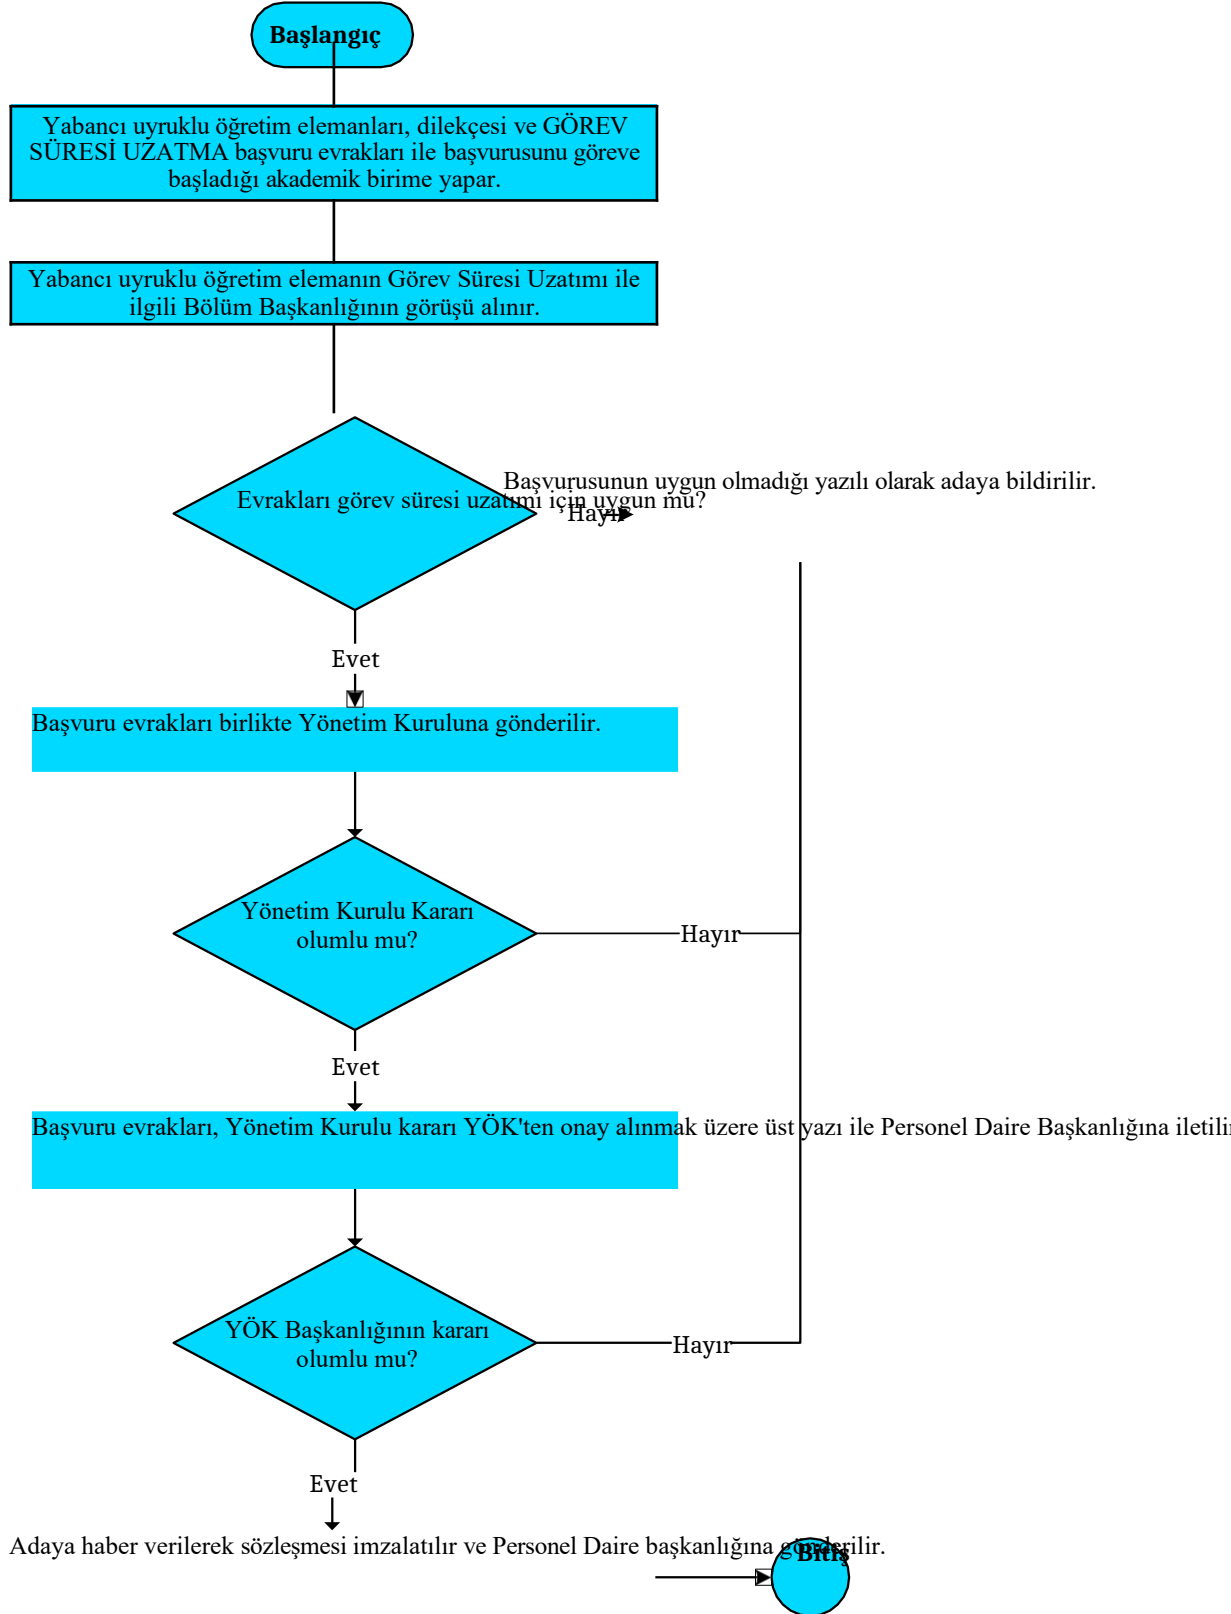 Başlangıç
Yabancı uyruklu öğretim elemanları, dilekçesi ve GÖREV
SÜRESİ UZATMA başvuru evrakları ile başvurusunu göreve
başladığı akademik birime yapar.
Yabancı uyruklu öğretim elemanın Görev Süresi Uzatımı ile
ilgili Bölüm Başkanlığının görüşü alınır.
Başvurusunun uygun olmadığı yazılı olarak adaya bildirilir.
Evrakları görev süresi uzatımı için uygun mu?
Hayır
Evet
Başvuru evrakları birlikte Yönetim Kuruluna gönderilir.
Yönetim Kurulu Kararı
olumlu mu?
Hayır
Evet
Başvuru evrakları, Yönetim Kurulu kararı YÖK'ten onay alınmak üzere üst yazı ile Personel Daire Başkanlığına iletilir
YÖK Başkanlığının kararı
olumlu mu?
Hayır
Evet
Adaya haber verilerek sözleşmesi imzalatılır ve Personel Daire başkanlığına gönderilir.
Bitiş